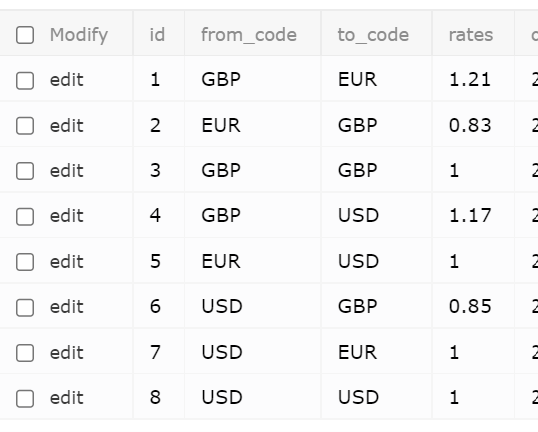 Modify id from_code to_code rates
edit 1 GBP EUR 1.21 2
edit 2 EUR GBP 0.83 2
edit 3 GBP GBP 1 2
edit 4 GBP USD 1.17 2
edit 5 EUR USD 1 2
edit 6 USD GBP 0.85 2
edit 7 USD EUR 1 2
edit 8 USD USD 1 2